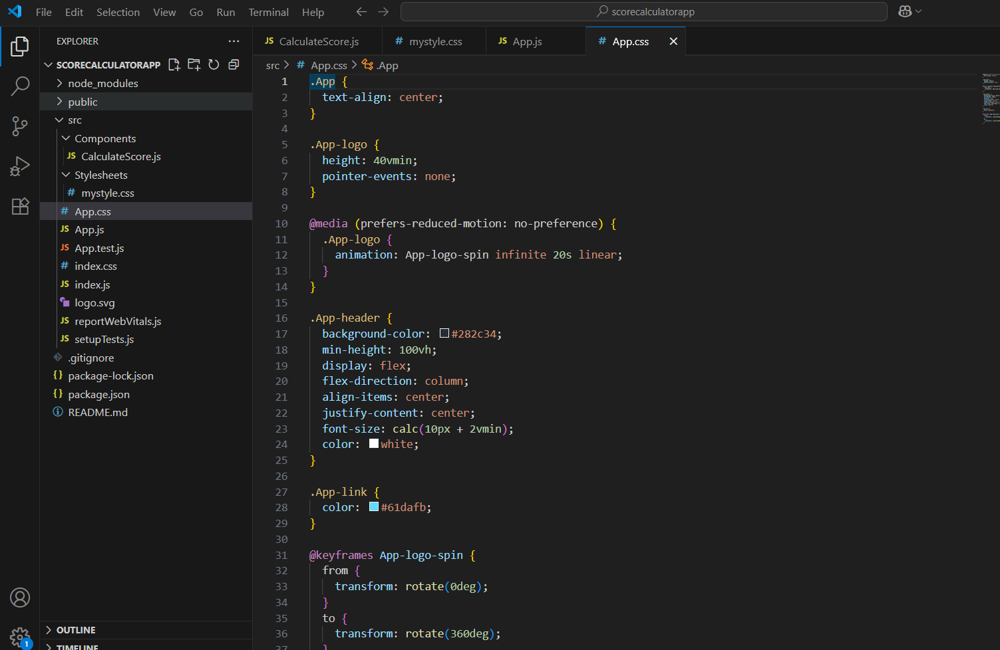 File Edit Selection View Go Run Terminal Help
scorecalculatorapp
EXPLORER
SCORECALCULATORAPP
node_modules
public
src
Components
JS CalculateScore.js
Stylesheets
# mystyle.css
# App.css
JS App.js
JS App.test.js
# index.css
JS index.js
logo.svg
JS reportWebVitals.js
JS setupTests.js
.gitignore
{} package-lock.json
{} package.json
README.md
OUTLINE
TIMELINE
1
JS CalculateScore.js
# mystyle.css
JS App.js
# App.css
src > # App.css > .App
1 .App {
2 text-align: center;
3 }
4
5 .App-logo {
6 height: 40vmin;
7 pointer-events: none;
8 }
9
10 @media (prefers-reduced-motion: no-preference) {
11 .App-logo {
12 animation: App-logo-spin infinite 20s linear;
13 }
14 }
15
16 .App-header {
17 background-color: #282c34;
18 min-height: 100vh;
19 display: flex;
20 flex-direction: column;
21 align-items: center;
22 justify-content: center;
23 font-size: calc(10px + 2vmin);
24 color: white;
25 }
26
27 .App-link {
28 color: #61dafb;
29 }
30
31 @keyframes App-logo-spin {
32 from {
33 transform: rotate(0deg);
34 }
35 to {
36 transform: rotate(360deg);
37 }